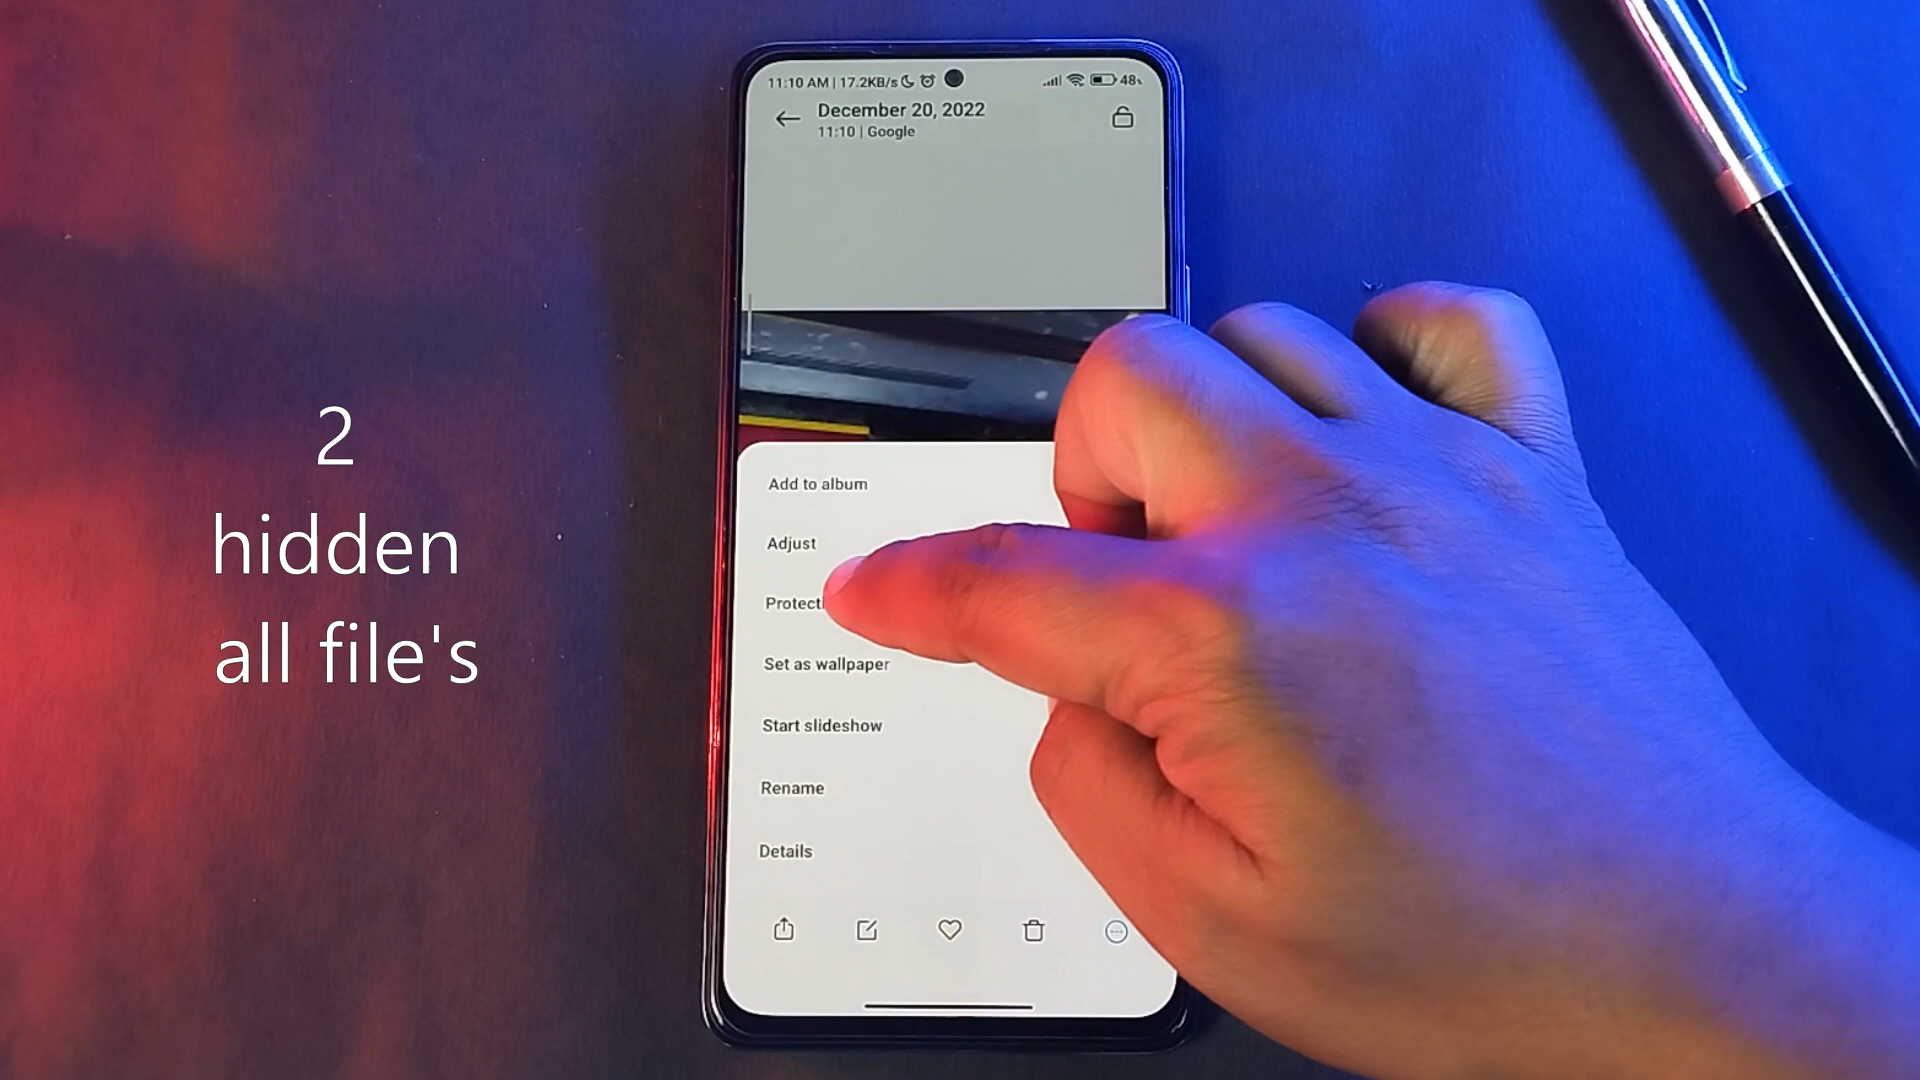 11:10 AM | 17.2KB/s 48%
December 20, 2022
11:10 | Google
2
hidden
all file's
Add to album
Adjust
Set as wallpaper
Start slideshow
Rename
Details